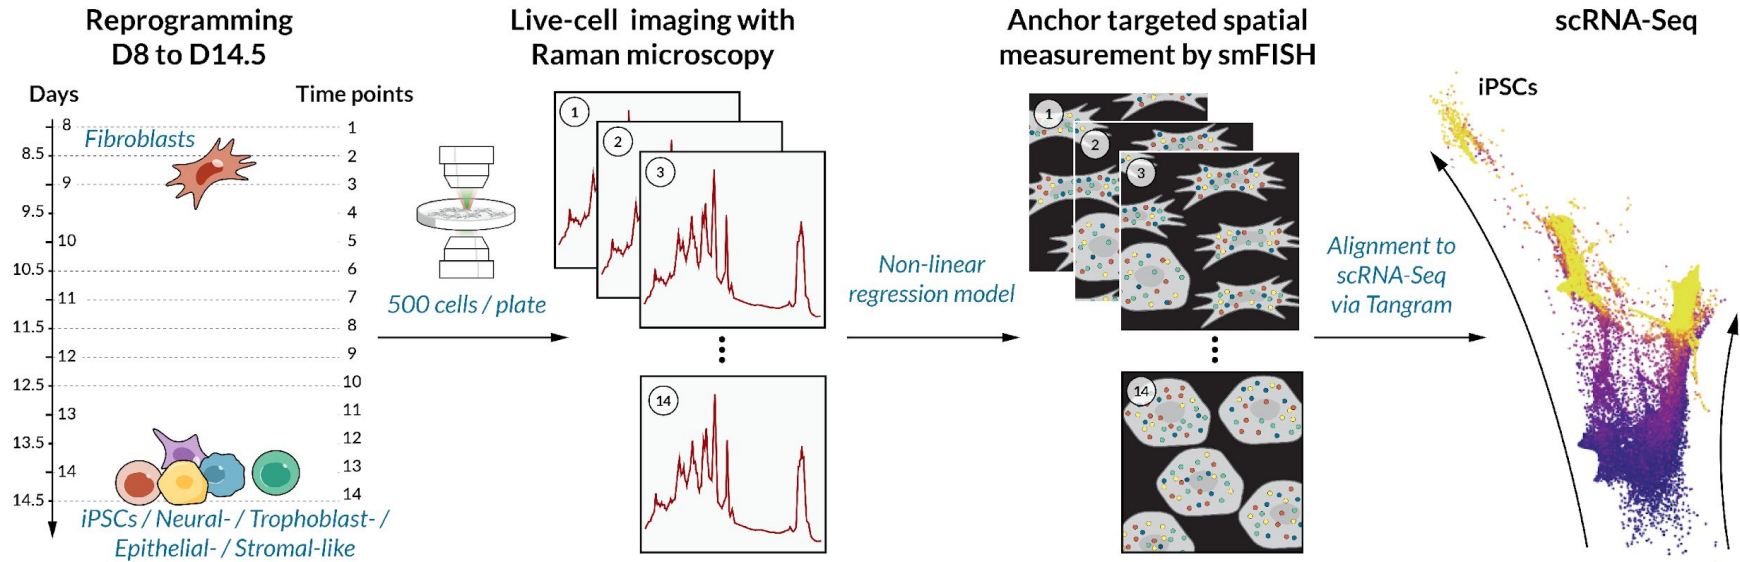 Reprogramming
D8 to D14.5
Days
Time points
8
1
Fibroblasts
8.5
2
9
3
9.5
4
10
5
10.5
6
11
7
11.5
8
12
9
12.5
10
13
11
13.5
12
14
13
14.5
14
iPSCs / Neural- / Trophoblast- /
Epithelial- / Stromal-like
500 cells / plate
Live-cell imaging with
Raman microscopy
1
2
3
14
Non-linear
regression model
Anchor targeted spatial
measurement by smFISH
1
2
3
14
Alignment to
scRNA-Seq
via Tangram
scRNA-Seq
iPSCs